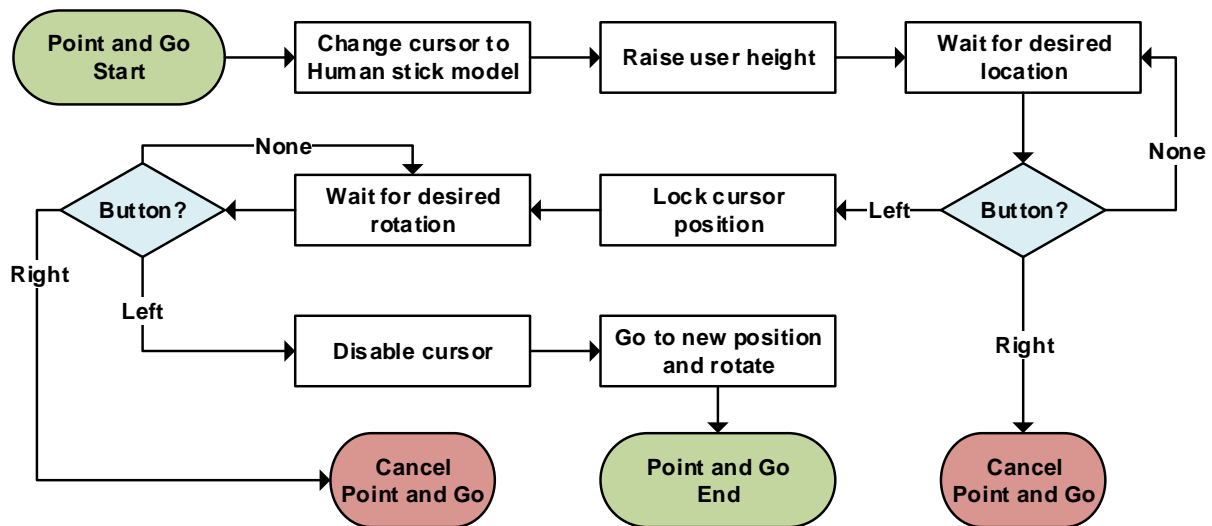 Point and Go
Start
Change cursor to
Human stick model
Raise user height
Wait for desired
location
None
None
Button?
Wait for desired
rotation
Lock cursor
position
Left
Button?
Right
Left
Disable cursor
Go to new position
and rotate
Right
Cancel
Point and Go
Point and Go
End
Cancel
Point and Go